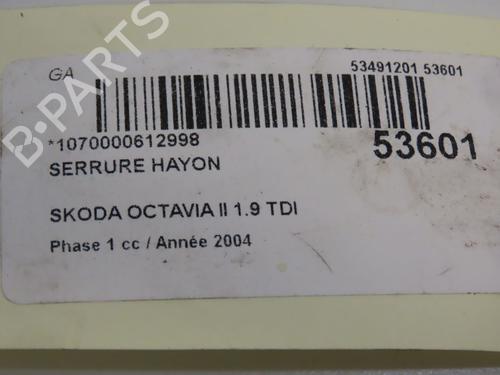 GA
53491201 53601
*1070000612998
53601
SERRURE HAYON
SKODA OCTAVIA II 1.9 TDI
Phase 1 cc / Année 2004
B-PARTS